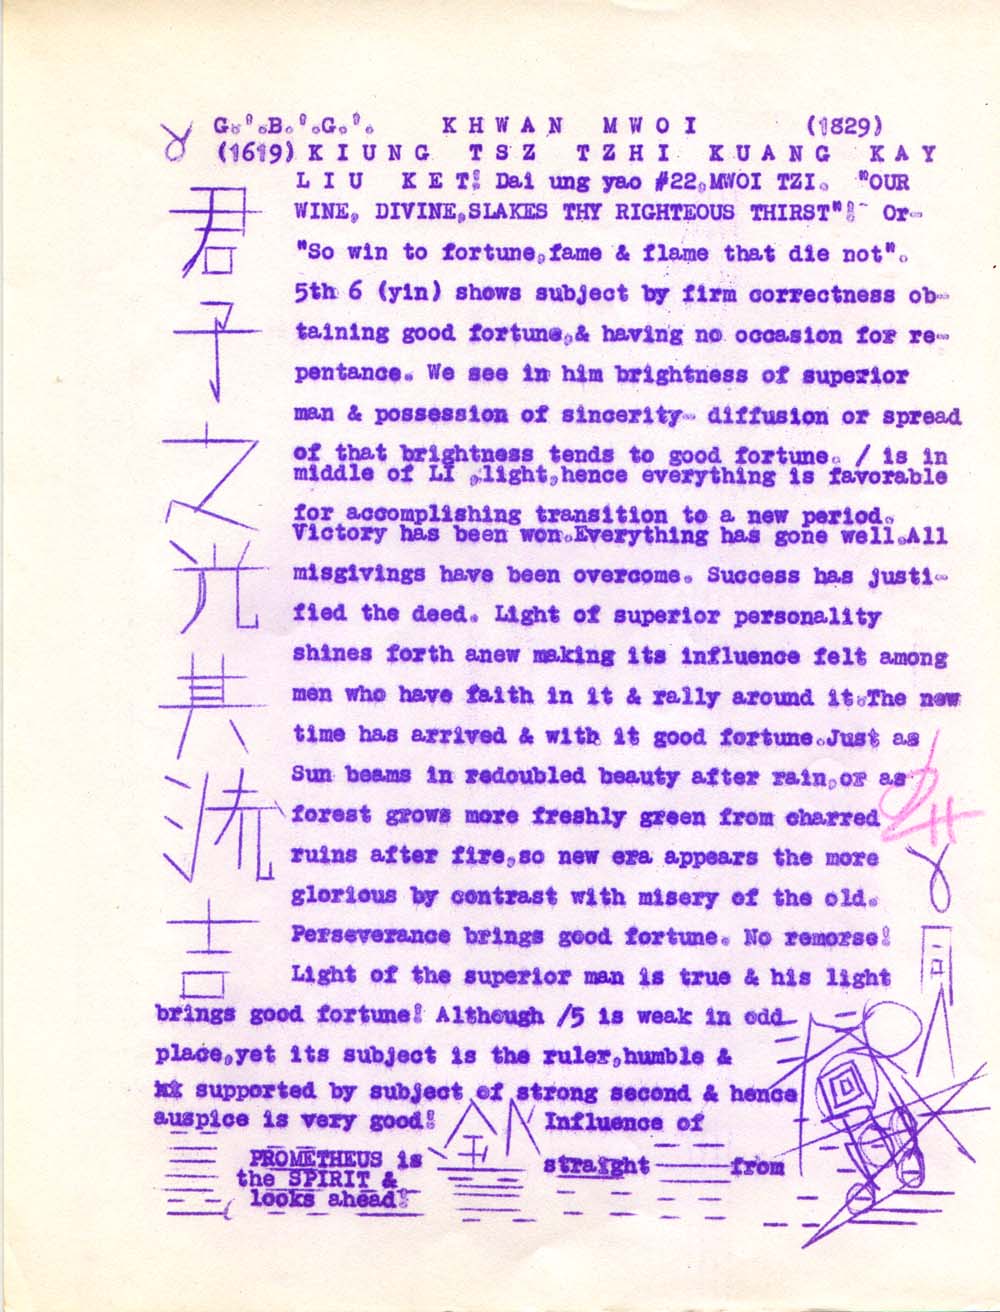 G.°.B.°.G.°. KHWAN MWOI (1829)
(1619) KIUNG TSZ TZHI KUANG KAY
LIU KET! Dai ung yao #22, MWOI TZI. "OUR
WINE, DIVINE,SLAKES THY RIGHTEOUS THIRST"!- Or-
"So win to fortune,fame & flame that die not".
5th 6 (yin) shows subject by firm correctness ob-
taining good fortune,& having no occasion for re-
pentance. We see in him brightness of superior
man & possession of sincerity- diffusion or spread
of that brightness tends to good fortune. / is in
middle of LI ,light,hence everything is favorable
for accomplishing transition to a new period.
Victory has been won.Everything has gone well.All
misgivings have been overcome. Success has justi-
fied the deed. Light of superior personality
shines forth anew making its influence felt among
men who have faith in it & rally around it.The new
time has arrived & with it good fortune.Just as
Sun beams in redoubled beauty after rain,or as
forest grows more freshly green from charred
ruins after fire,so new era appears the more
glorious by contrast with misery of the old.
Perseverance brings good fortune. No remorse!
Light of the superior man is true & his light
brings good fortune! Although /5 is weak in odd
place,yet its subject is the ruler,humble &
supported by subject of strong second & hence
auspice is very good! Influence of
straight from
PROMETHEUS is
the SPIRIT &
looks ahead!
君
子
之
光
其
流
吉